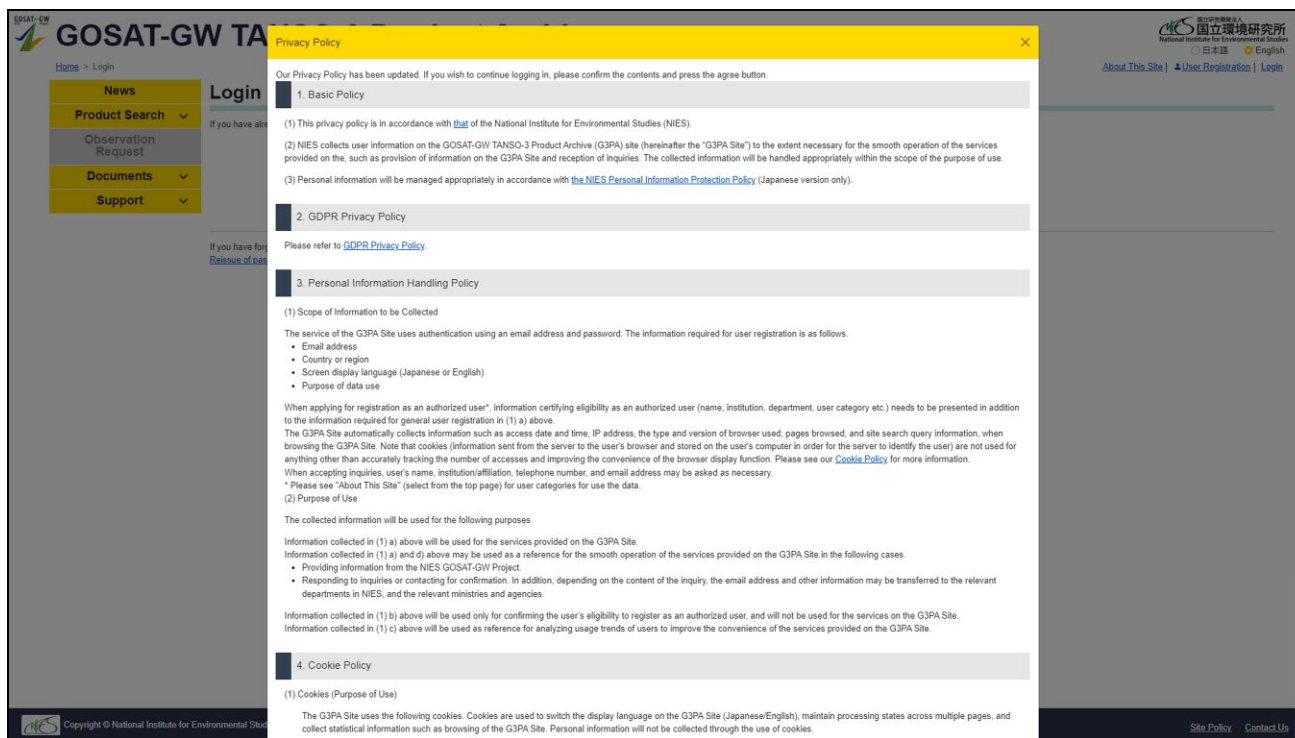 GOSAT-GW
GOSAT-GW TA
国立研究開発法人
国立環境研究所
National Institute for Environmental Studies
日本語 English
Home > Login
About This Site | User Registration | Login
News
Product Search
Observation
Request
Documents
Support
Login
If you have alre
If you have forg
Reissue of pas
Privacy Policy
Our Privacy Policy has been updated. If you wish to continue logging in, please confirm the contents and press the agree button.
1. Basic Policy
(1) This privacy policy is in accordance with that of the National Institute for Environmental Studies (NIES).
(2) NIES collects user information on the GOSAT-GW TANSO-3 Product Archive (G3PA) site (hereinafter the "G3PA Site") to the extent necessary for the smooth operation of the services
provided on the, such as provision of information on the G3PA Site and reception of inquiries. The collected information will be handled appropriately within the scope of the purpose of use.
(3) Personal information will be managed appropriately in accordance with the NIES Personal Information Protection Policy (Japanese version only).
2. GDPR Privacy Policy
Please refer to GDPR Privacy Policy.
3. Personal Information Handling Policy
(1) Scope of Information to be Collected
The service of the G3PA Site uses authentication using an email address and password. The information required for user registration is as follows.
• Email address
• Country or region
• Screen display language (Japanese or English)
• Purpose of data use
When applying for registration as an authorized user*, information certifying eligibility as an authorized user (name, institution, department, user category etc.) needs to be presented in addition
to the information required for general user registration in (1) a) above.
The G3PA Site automatically collects information such as access date and time, IP address, the type and version of browser used, pages browsed, and site search query information, when
browsing the G3PA Site. Note that cookies (information sent from the server to the user's browser and stored on the user's computer in order for the server to identify the user) are not used for
anything other than accurately tracking the number of accesses and improving the convenience of the browser display function. Please see our Cookie Policy for more information.
When accepting inquiries, user's name, institution/affiliation, telephone number, and email address may be asked as necessary.
* Please see "About This Site" (select from the top page) for user categories for use the data.
(2) Purpose of Use
The collected information will be used for the following purposes.
Information collected in (1) a) above will be used for the services provided on the G3PA Site.
Information collected in (1) a) and d) above may be used as a reference for the smooth operation of the services provided on the G3PA Site in the following cases.
• Providing information from the NIES GOSAT-GW Project.
• Responding to inquiries or contacting for confirmation. In addition, depending on the content of the inquiry, the email address and other information may be transferred to the relevant
departments in NIES, and the relevant ministries and agencies.
Information collected in (1) b) above will be used only for confirming the user's eligibility to register as an authorized user, and will not be used for the services on the G3PA Site.
Information collected in (1) c) above will be used as reference for analyzing usage trends of users to improve the convenience of the services provided on the G3PA Site.
4. Cookie Policy
(1) Cookies (Purpose of Use)
The G3PA Site uses the following cookies. Cookies are used to switch the display language on the G3PA Site (Japanese/English), maintain processing states across multiple pages, and
collect statistical information such as browsing of the G3PA Site. Personal information will not be collected through the use of cookies.
NIES
Copyright © National Institute for Environmental Stud
Site Policy Contact Us